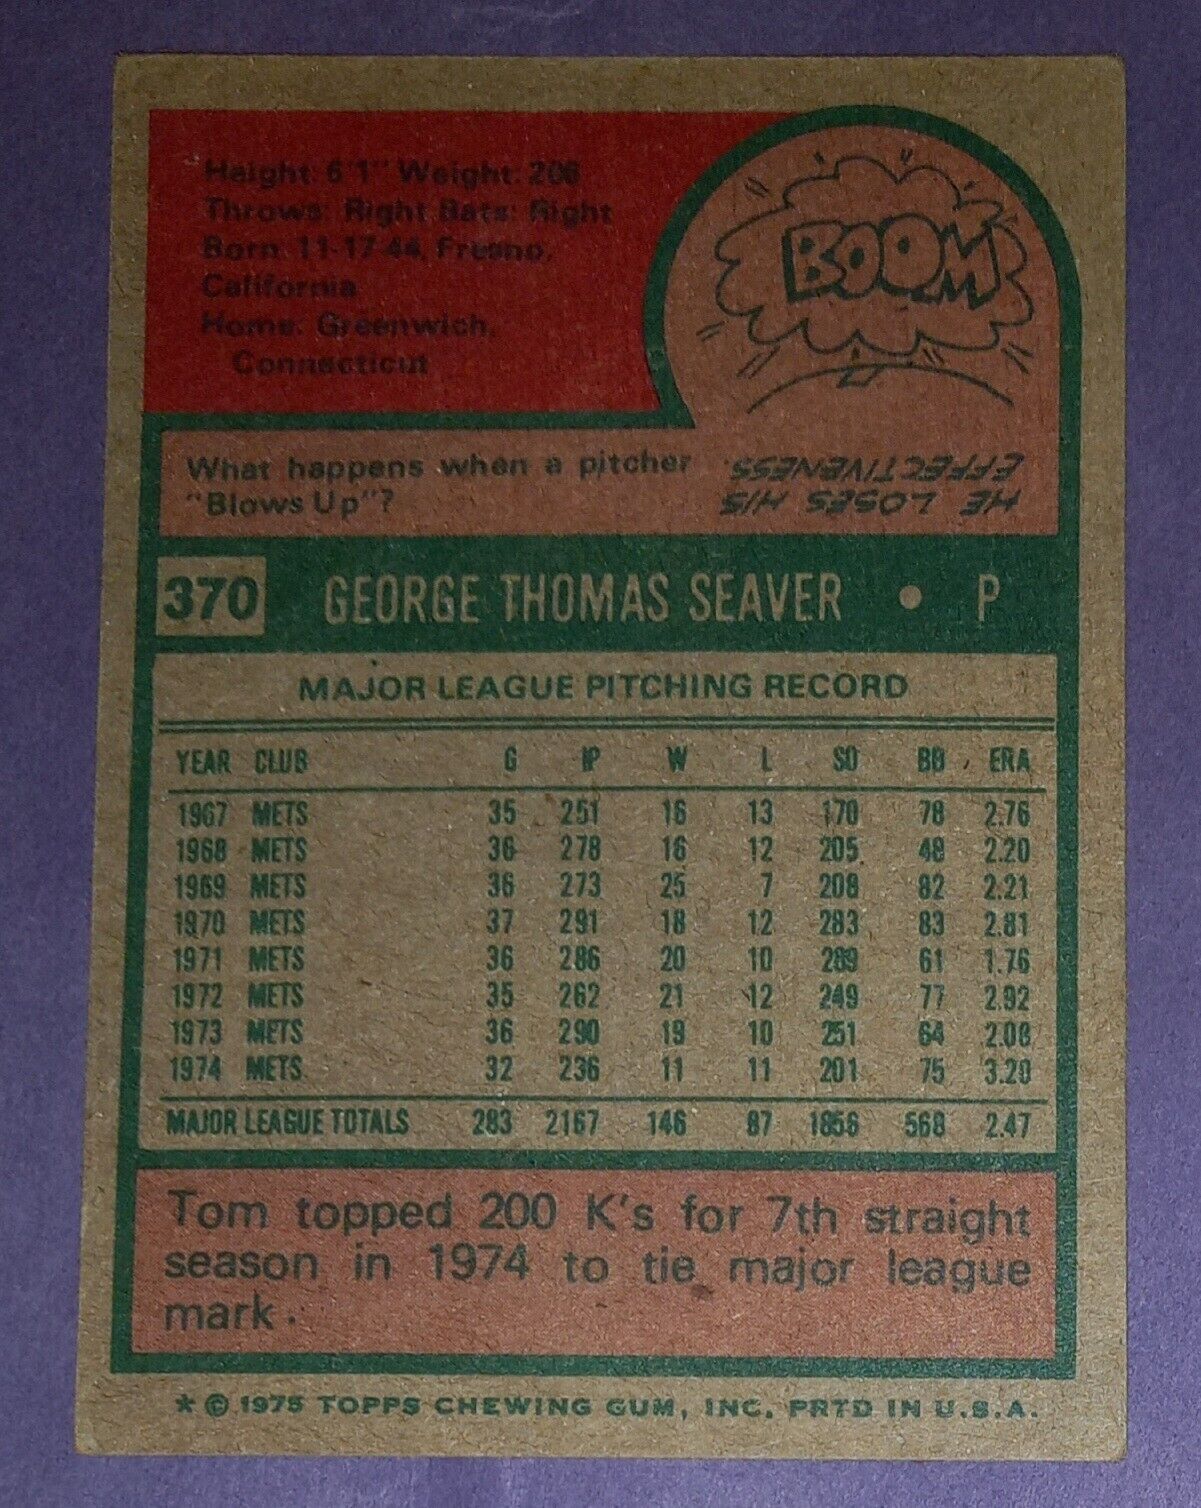 Height: 6'1" Weight: 206
Throws: Right Bats: Right
Born: 11-17-44, Fresno,
California
Home: Greenwich,
Connecticut
BOOM
What happens when a pitcher
"Blows Up"?
HE LOSES HIS
EFFECTIVENESS.
370 GEORGE THOMAS SEAVER • P
MAJOR LEAGUE PITCHING RECORD
YEAR CLUB G IP W L SO BB ERA
1967 METS 35 251 16 13 170 78 2.76
1968 METS 36 278 16 12 205 48 2.20
1969 METS 36 273 25 7 208 82 2.21
1970 METS 37 291 18 12 283 83 2.81
1971 METS 36 286 20 10 289 61 1.76
1972 METS 35 262 21 12 249 77 2.92
1973 METS 36 290 19 10 251 64 2.08
1974 METS 32 236 11 11 201 75 3.20
MAJOR LEAGUE TOTALS 283 2167 146 87 1856 568 2.47
Tom topped 200 K's for 7th straight
season in 1974 to tie major league
mark.
* © 1975 TOPPS CHEWING GUM, INC. PRTD IN U.S.A.